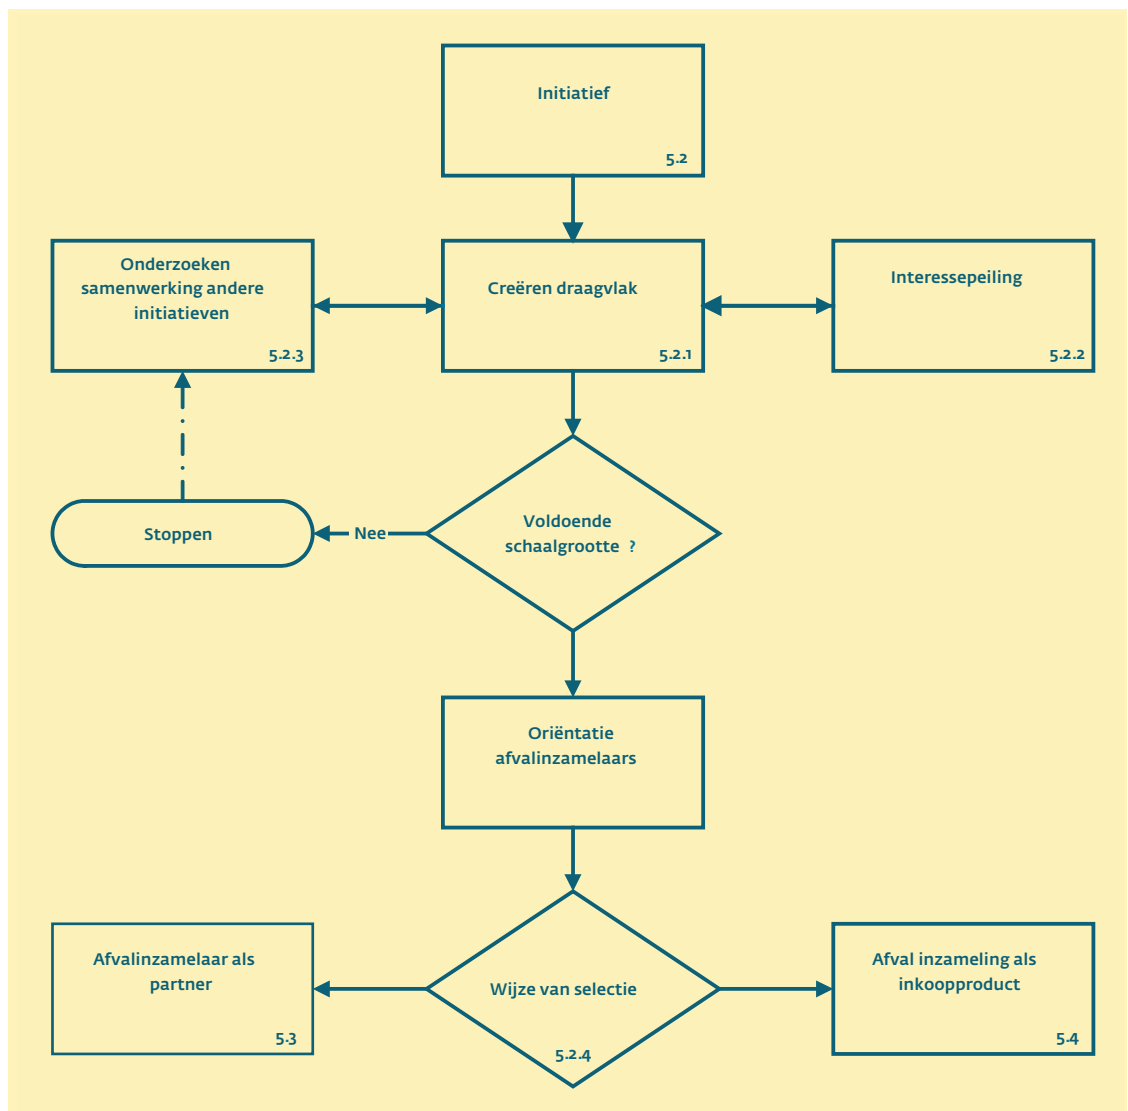 Initiatief
5.2
Onderzoeken
samenwerking andere
initiatieven
5.2.3
Creëren draagvlak
5.2.1
Interessepeiling
5.2.2
Stoppen
Nee
Voldoende
schaalgrootte ?
Oriëntatie
afvalinzamelaars
Afvalinzamelaar als
partner
5.3
Wijze van selectie
5.2.4
Afval inzameling als
inkoopproduct
5.4